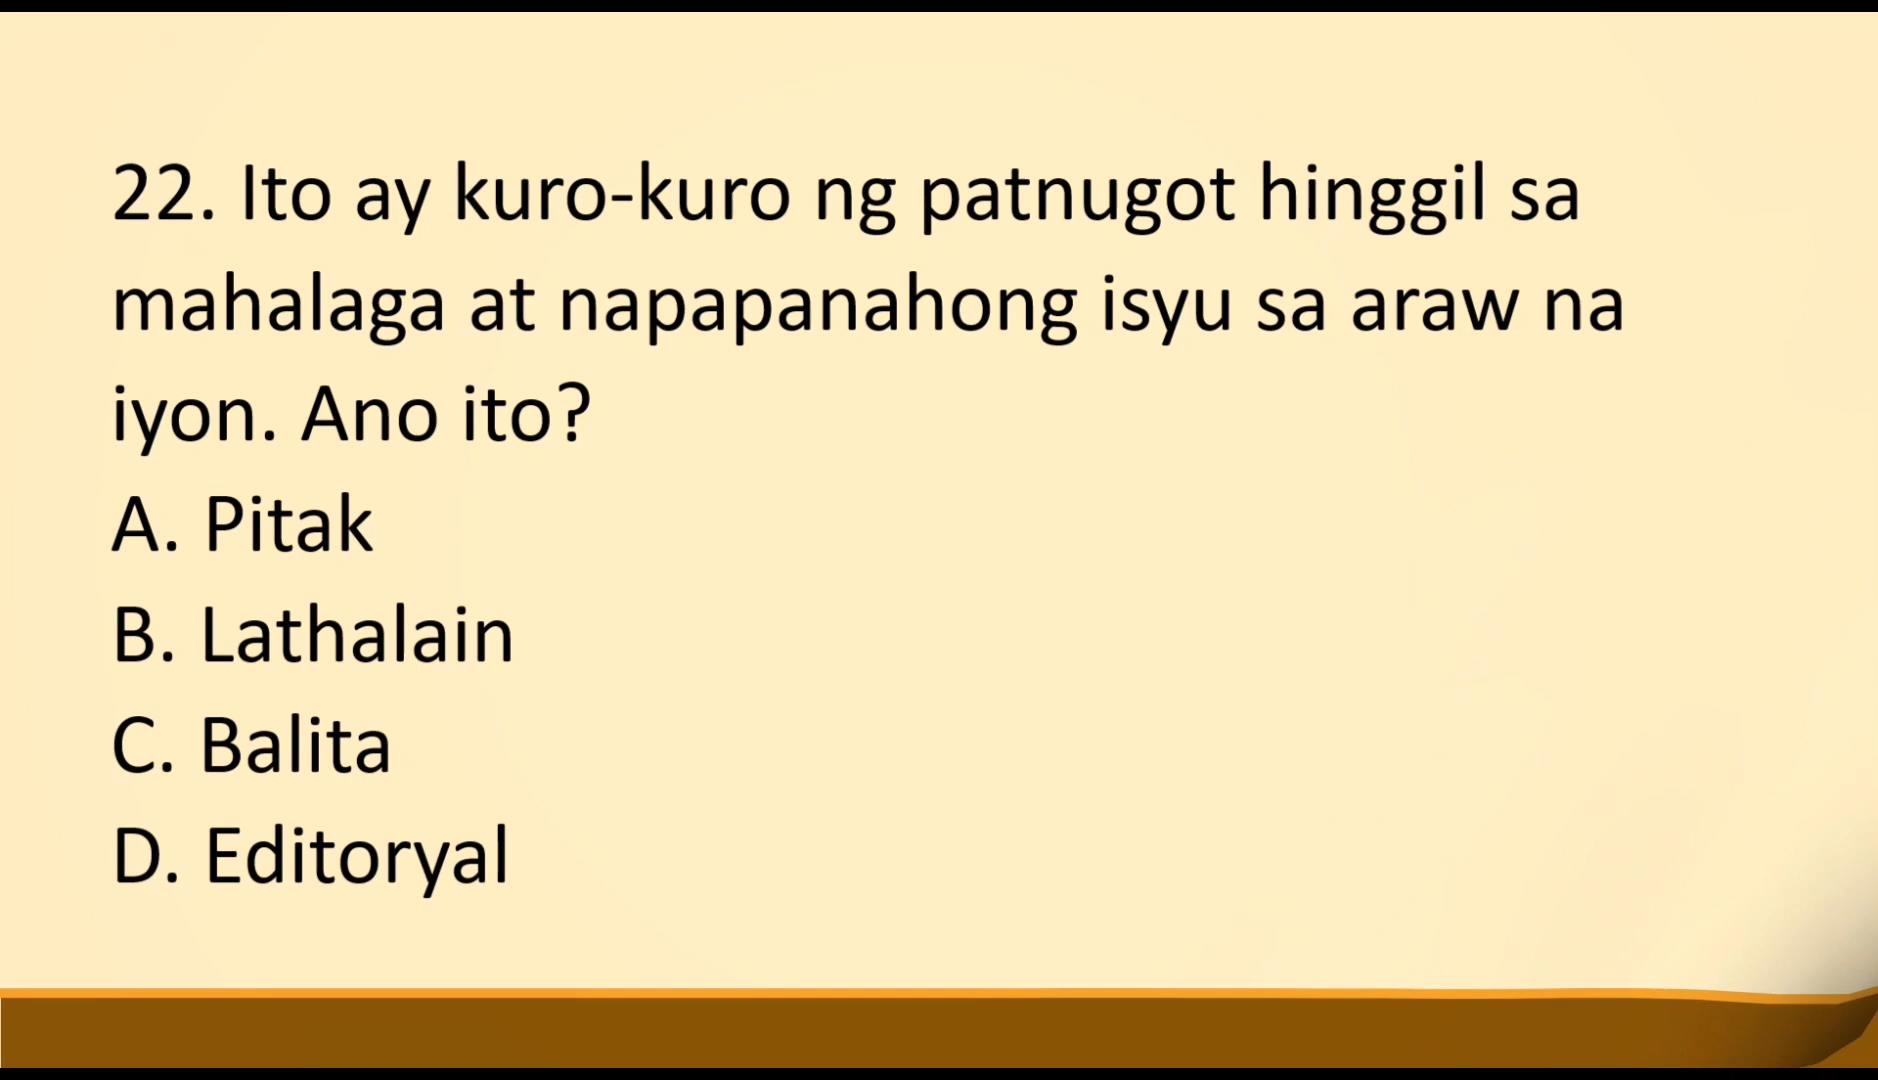 22. Ito ay kuro-kuro ng patnugot hinggil sa
mahalaga at napapanahong isyu sa araw na
iyon. Ano ito?
A. Pitak
B. Lathalain
C. Balita
D. Editoryal